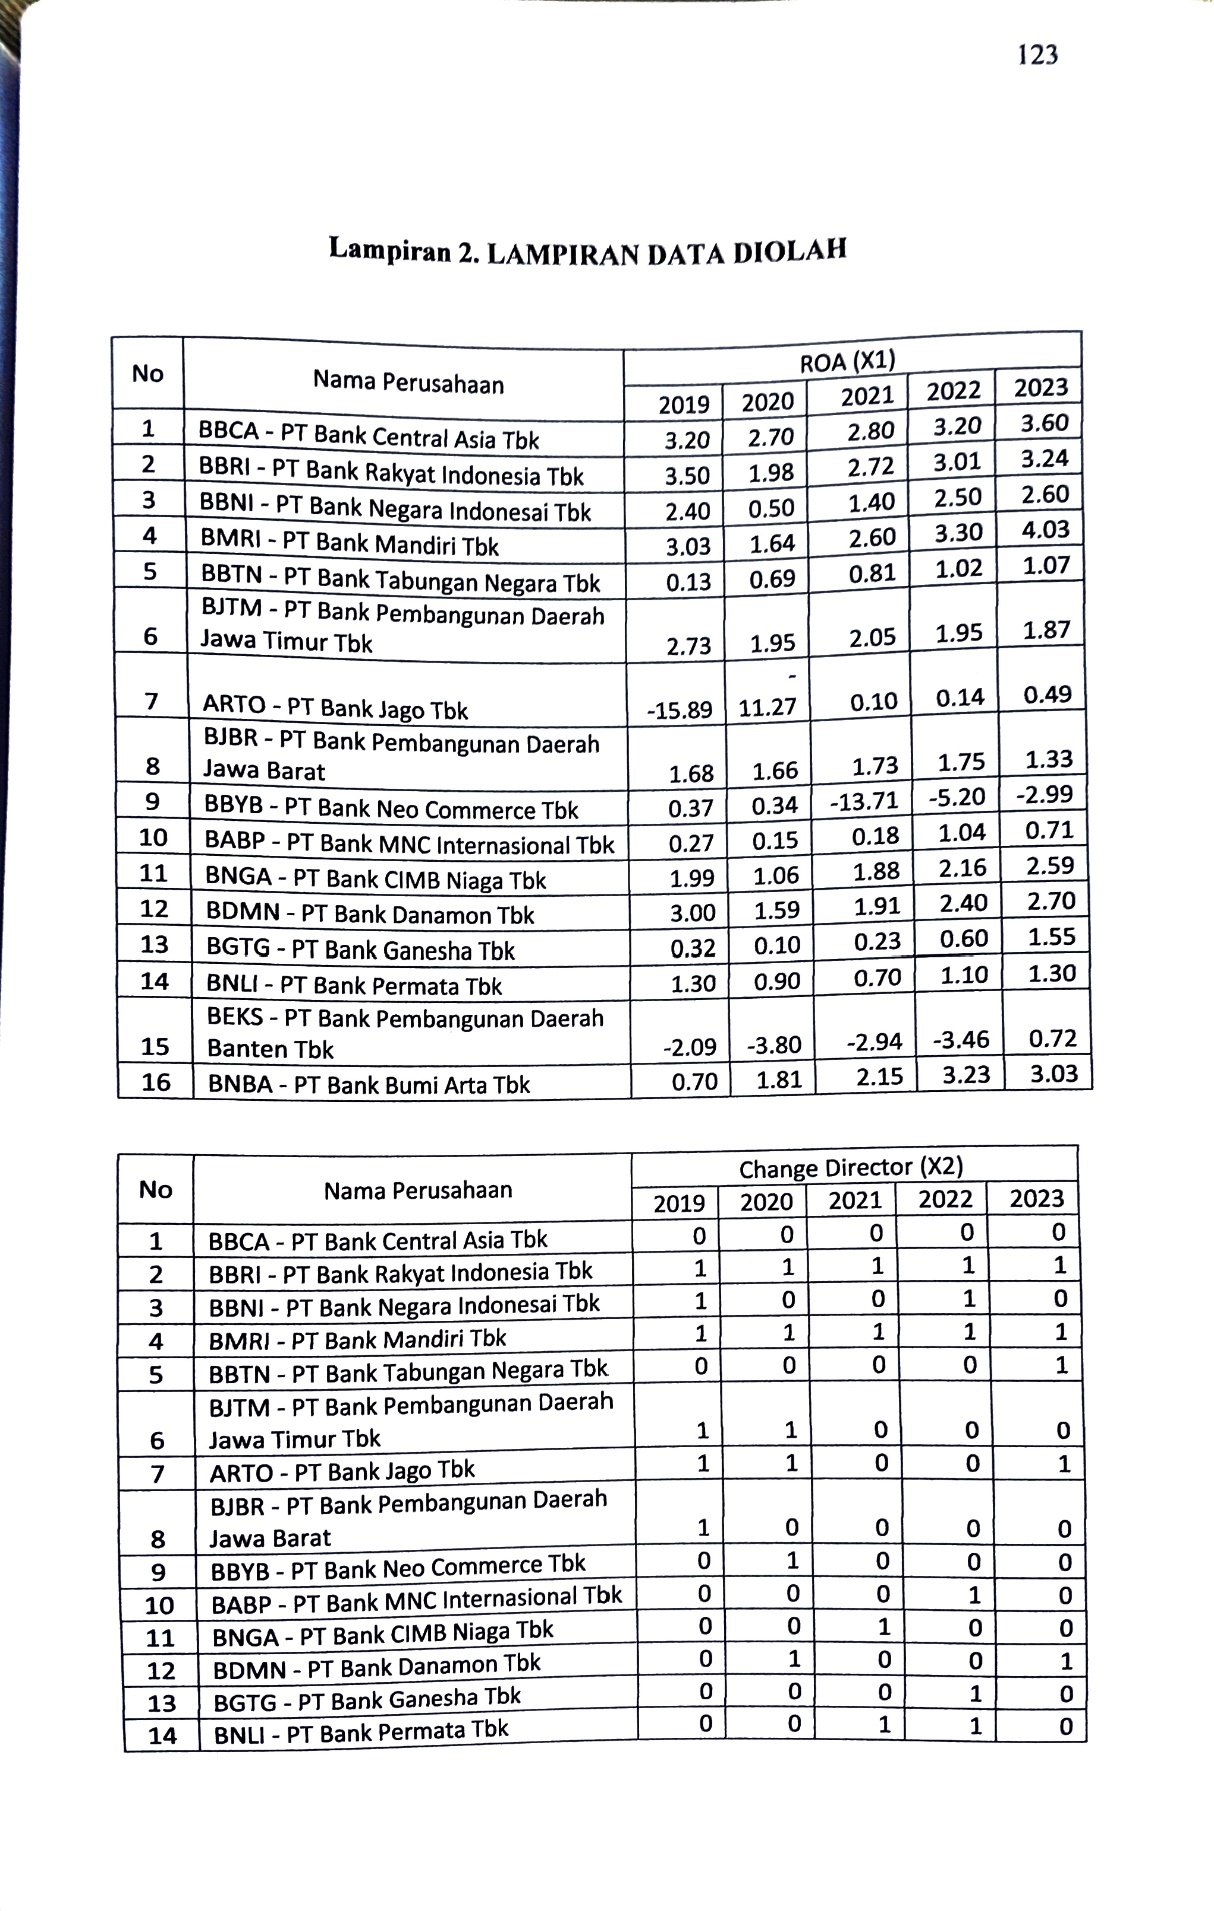 123
Lampiran 2. LAMPIRAN DATA DIOLAH
No Nama Perusahaan ROA (X1)
2019 2020 2021 2022 2023
1 BBCA - PT Bank Central Asia Tbk 3.20 2.70 2.80 3.20 3.60
2 BBRI - PT Bank Rakyat Indonesia Tbk 3.50 1.98 2.72 3.01 3.24
3 BBNI - PT Bank Negara Indonesai Tbk 2.40 0.50 1.40 2.50 2.60
4 BMRI - PT Bank Mandiri Tbk 3.03 1.64 2.60 3.30 4.03
5 BBTN - PT Bank Tabungan Negara Tbk 0.13 0.69 0.81 1.02 1.07
BJTM - PT Bank Pembangunan Daerah
6 Jawa Timur Tbk 2.73 1.95 2.05 1.95 1.87
-
7 ARTO - PT Bank Jago Tbk -15.89 11.27 0.10 0.14 0.49
BJBR - PT Bank Pembangunan Daerah
8 Jawa Barat 1.68 1.66 1.73 1.75 1.33
9 BBYB - PT Bank Neo Commerce Tbk 0.37 0.34 -13.71 -5.20 -2.99
10 BABP - PT Bank MNC Internasional Tbk 0.27 0.15 0.18 1.04 0.71
11 BNGA - PT Bank CIMB Niaga Tbk 1.99 1.06 1.88 2.16 2.59
12 BDMN - PT Bank Danamon Tbk 3.00 1.59 1.91 2.40 2.70
13 BGTG - PT Bank Ganesha Tbk 0.32 0.10 0.23 0.60 1.55
14 BNLI - PT Bank Permata Tbk 1.30 0.90 0.70 1.10 1.30
BEKS - PT Bank Pembangunan Daerah
15 Banten Tbk -2.09 -3.80 -2.94 -3.46 0.72
16 BNBA - PT Bank Bumi Arta Tbk 0.70 1.81 2.15 3.23 3.03
No Nama Perusahaan Change Director (X2)
2019 2020 2021 2022 2023
1 BBCA - PT Bank Central Asia Tbk 0 0 0 0 0
2 BBRI - PT Bank Rakyat Indonesia Tbk 1 1 1 1 1
3 BBNI - PT Bank Negara Indonesai Tbk 1 0 0 1 0
4 BMRI - PT Bank Mandiri Tbk 1 1 1 1 1
5 BBTN - PT Bank Tabungan Negara Tbk 0 0 0 0 1
BJTM - PT Bank Pembangunan Daerah
6 Jawa Timur Tbk 1 1 0 0 0
7 ARTO - PT Bank Jago Tbk 1 1 0 0 1
BJBR - PT Bank Pembangunan Daerah
8 Jawa Barat 1 0 0 0 0
9 BBYB - PT Bank Neo Commerce Tbk 0 1 0 0 0
10 BABP - PT Bank MNC Internasional Tbk 0 0 0 1 0
11 BNGA - PT Bank CIMB Niaga Tbk 0 0 1 0 0
12 BDMN - PT Bank Danamon Tbk 0 1 0 0 1
13 BGTG - PT Bank Ganesha Tbk 0 0 0 1 0
14 BNLI - PT Bank Permata Tbk 0 0 1 1 0